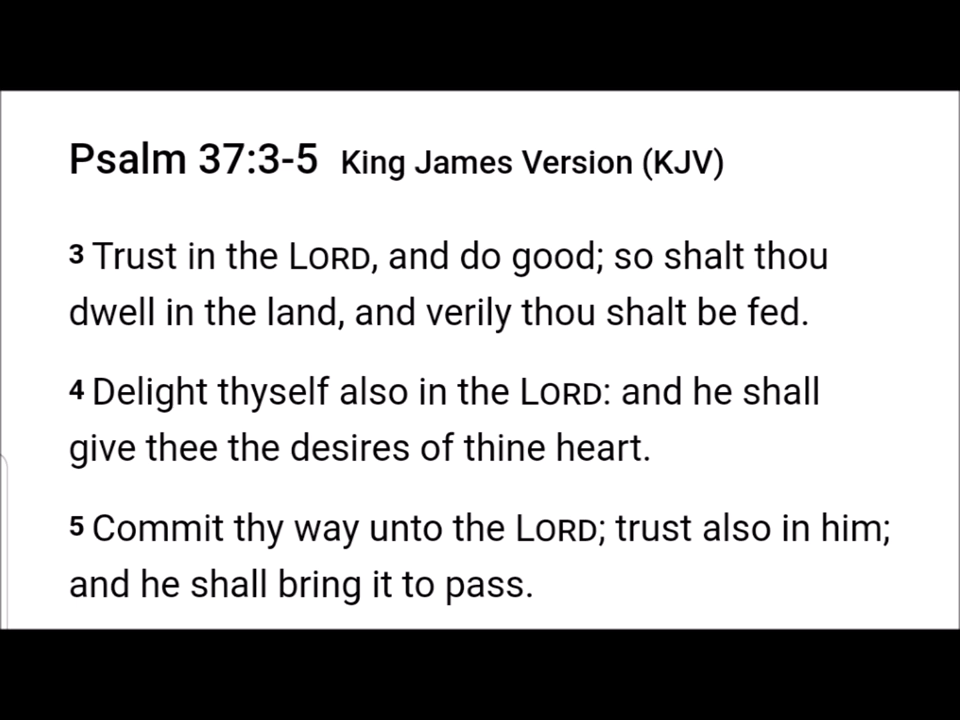 Psalm 37:3-5 King James Version (KJV)
3 Trust in the LORD, and do good; so shalt thou
dwell in the land, and verily thou shalt be fed.
4 Delight thyself also in the LORD: and he shall
give thee the desires of thine heart.
5 Commit thy way unto the LORD; trust also in him;
and he shall bring it to pass.